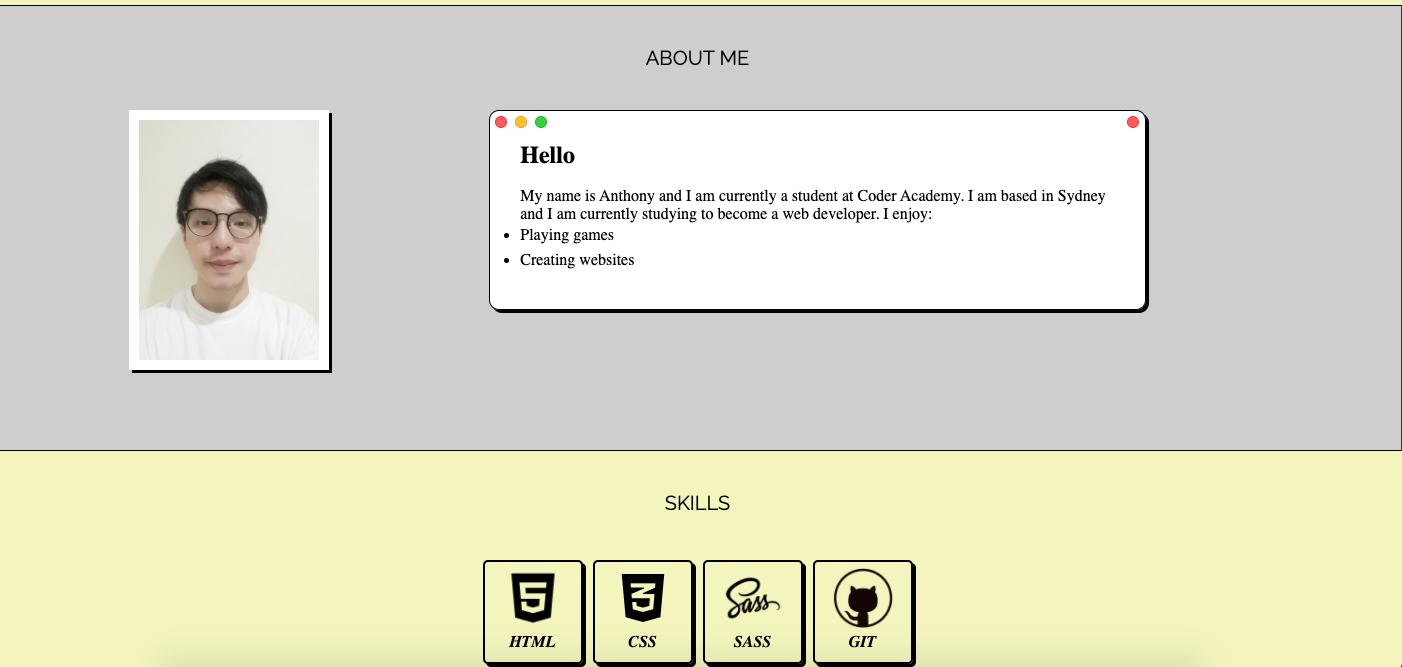 ABOUT ME
Hello
My name is Anthony and I am currently a student at Coder Academy. I am based in Sydney
and I am currently studying to become a web developer. I enjoy:
Playing games
Creating websites
SKILLS
5 3 Sass
HTML CSS SASS GIT